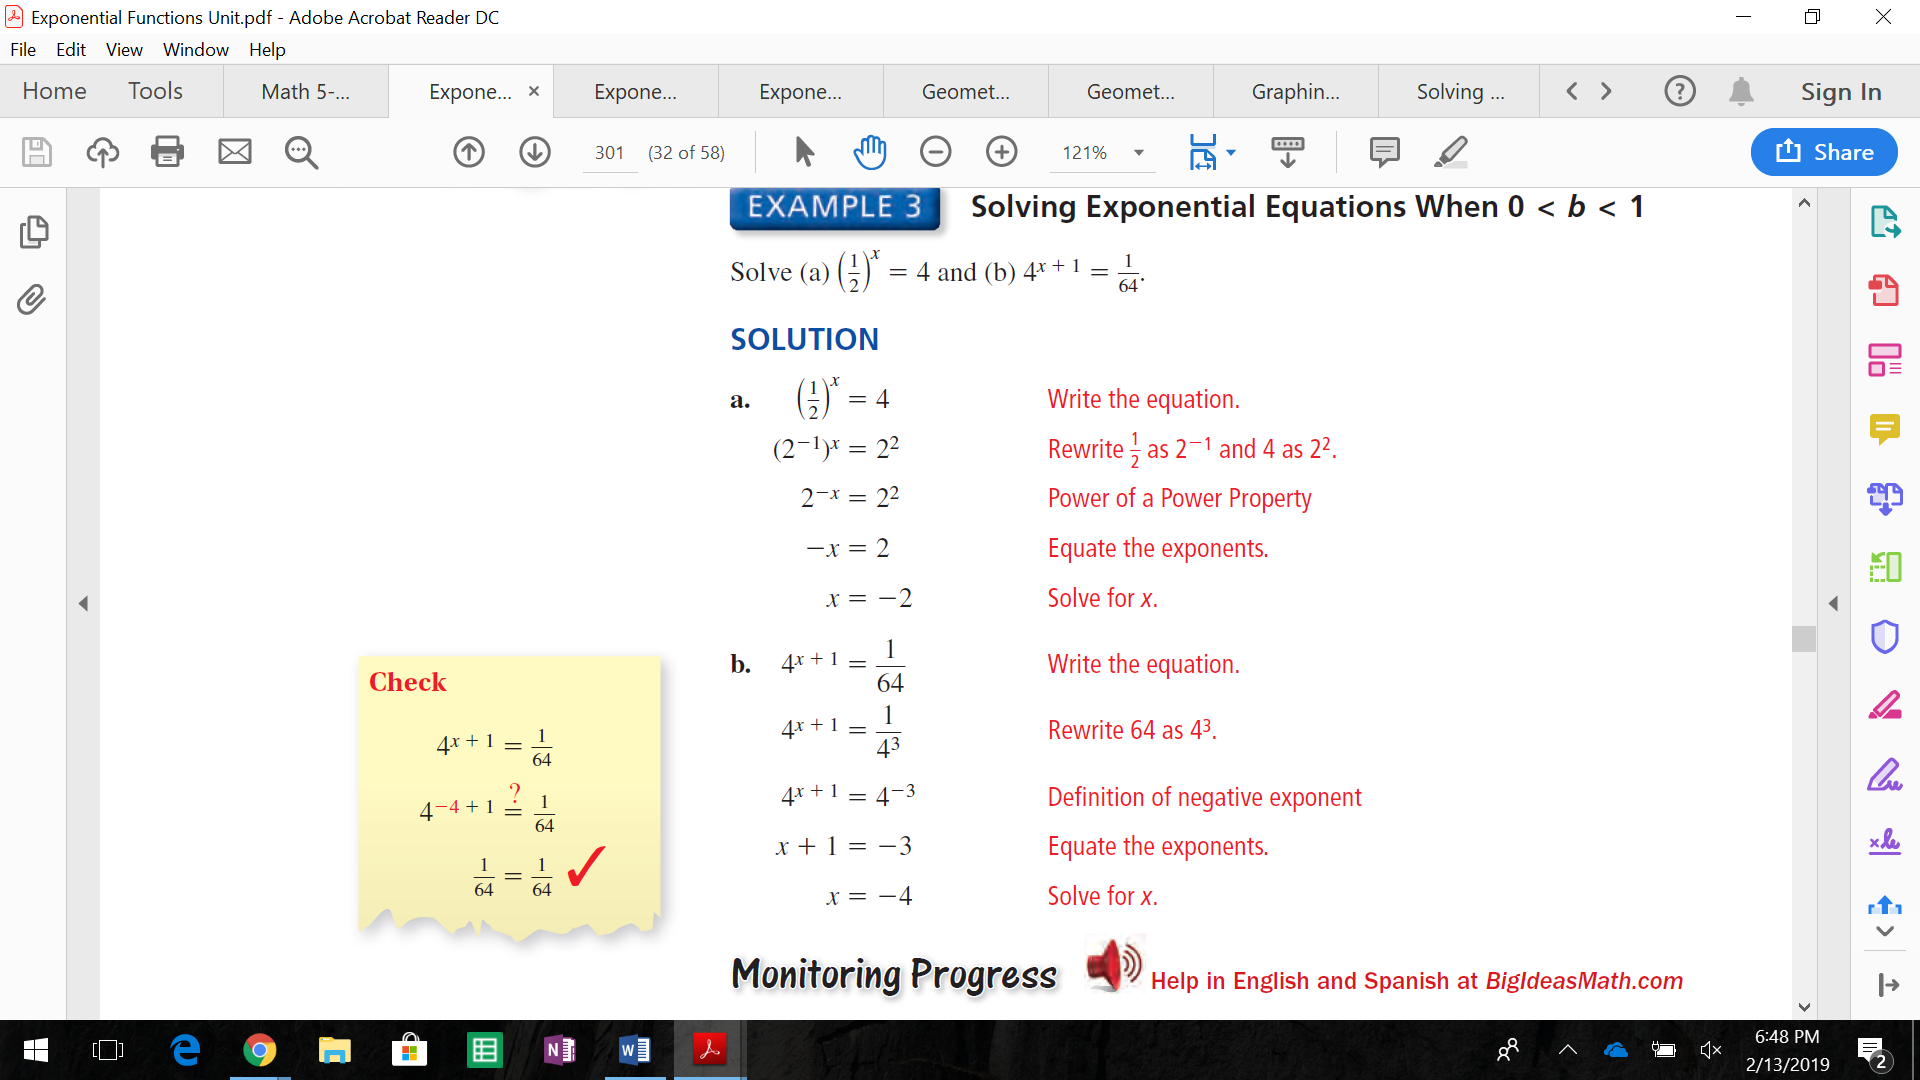 Exponential Functions Unit.pdf - Adobe Acrobat Reader DC
File Edit View Window Help
Home Tools Math 5-... Expone... × Expone... Expone... Geomet... Geomet... Graphin... Solving ... Sign In
301 (32 of 58) 121% Share
EXAMPLE 3 Solving Exponential Equations When 0 < b < 1
Solve (a) (1/2)^x = 4 and (b) 4^(x + 1) = 1/64.
SOLUTION
a. (1/2)^x = 4 Write the equation.
(2^−1)^x = 2^2 Rewrite 1/2 as 2^−1 and 4 as 2^2.
2^−x = 2^2 Power of a Power Property
−x = 2 Equate the exponents.
x = −2 Solve for x.
b. 4^(x + 1) = 1/64 Write the equation.
4^(x + 1) = 1/4^3 Rewrite 64 as 4^3.
4^(x + 1) = 4^−3 Definition of negative exponent
x + 1 = −3 Equate the exponents.
x = −4 Solve for x.
Check
4^(x + 1) = 1/64
4^(−4 + 1) ≟ 1/64
1/64 = 1/64 ✓
Monitoring Progress Help in English and Spanish at BigIdeasMath.com
6:48 PM
2/13/2019
2